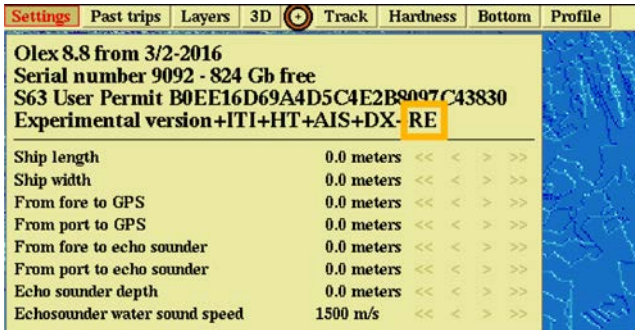 Settings Past trips Layers 3D Track Hardness Bottom Profile
Olex 8.8 from 3/2-2016
Serial number 9092 - 824 Gb free
S63 User Permit B0EE16D69A4D5C4E2B8097C43830
Experimental version+ITI+HT+AIS+DX+RE
Ship length 0.0 meters << < > >>
Ship width 0.0 meters << < > >>
From fore to GPS 0.0 meters << < > >>
From port to GPS 0.0 meters << < > >>
From fore to echo sounder 0.0 meters << < > >>
From port to echo sounder 0.0 meters << < > >>
Echo sounder depth 0.0 meters << < > >>
Echosounder water sound speed 1500 m/s << < > >>